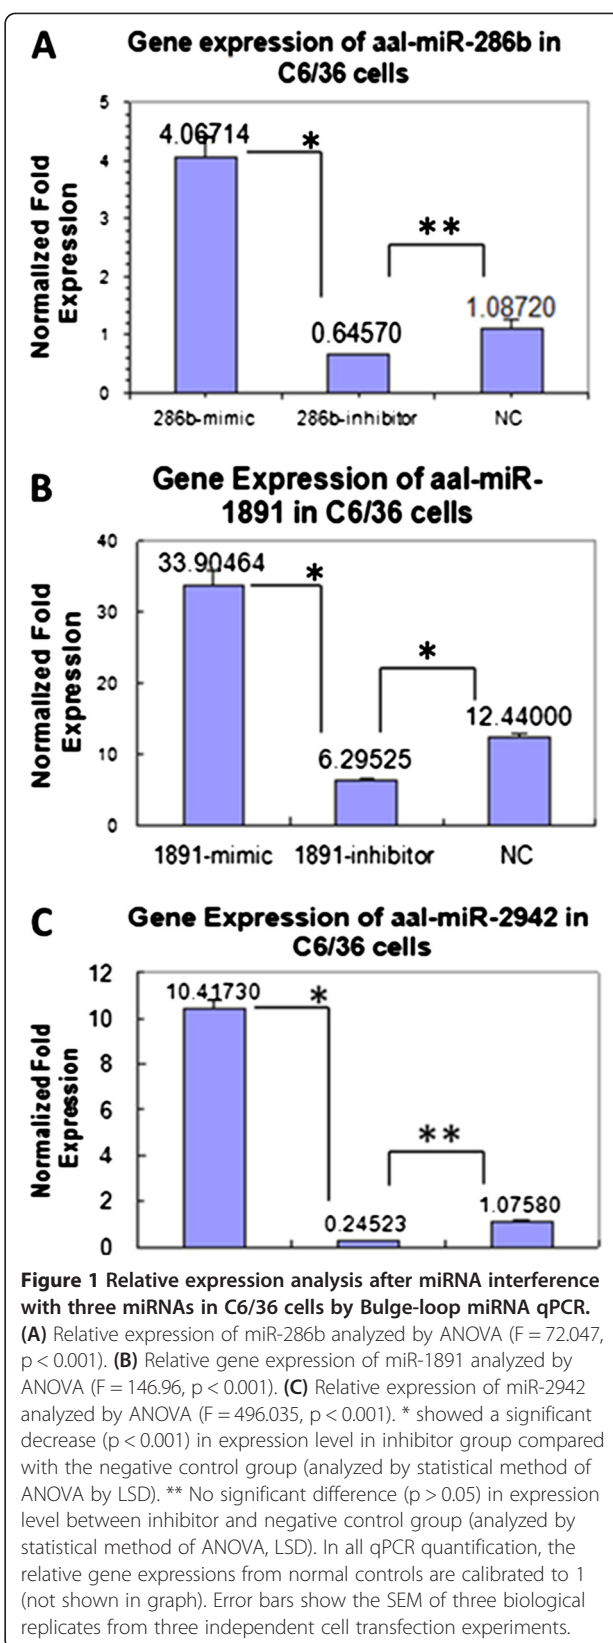 A
Gene expression of aal-miR-286b in
C6/36 cells
Normalized Fold
Expression
5
4
3
2
1
0
4.06714
*
0.64570
**
1.08720
286b-mimic 286b-inhibitor NC
B
Gene Expression of aal-miR-
1891 in C6/36 cells
Normalized Fold
Expression
40
30
20
10
0
33.90464
*
6.29525
*
12.44000
1891-mimic 1891-inhibitor NC
C
Gene Expression of aal-miR-2942 in
C6/36 cells
Normalized Fold
Expression
12
10
8
6
4
2
0
10.41730
*
0.24523
**
1.07580
Figure 1 Relative expression analysis after miRNA interference
with three miRNAs in C6/36 cells by Bulge-loop miRNA qPCR.
(A) Relative expression of miR-286b analyzed by ANOVA (F = 72.047,
p < 0.001). (B) Relative gene expression of miR-1891 analyzed by
ANOVA (F = 146.96, p < 0.001). (C) Relative expression of miR-2942
analyzed by ANOVA (F = 496.035, p < 0.001). * showed a significant
decrease (p < 0.001) in expression level in inhibitor group compared
with the negative control group (analyzed by statistical method of
ANOVA by LSD). ** No significant difference (p > 0.05) in expression
level between inhibitor and negative control group (analyzed by
statistical method of ANOVA, LSD). In all qPCR quantification, the
relative gene expressions from normal controls are calibrated to 1
(not shown in graph). Error bars show the SEM of three biological
replicates from three independent cell transfection experiments.